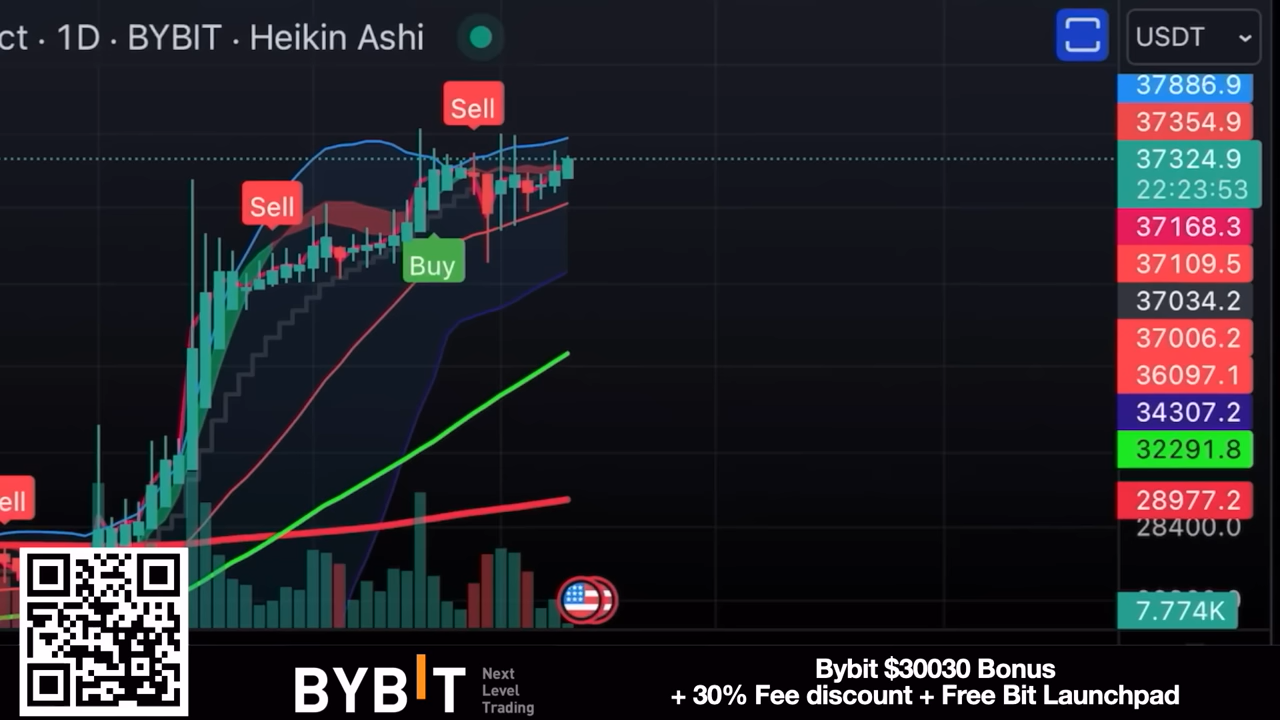 ct · 1D · BYBIT · Heikin Ashi
USDT
37886.9
Sell
37354.9
37324.9
22:23:53
Sell
37168.3
Buy
37109.5
37034.2
37006.2
36097.1
34307.2
32291.8
ell
28977.2
28400.0
7.774K
BYBIT
Next
Level
Trading
Bybit $30030 Bonus
+ 30% Fee discount + Free Bit Launchpad